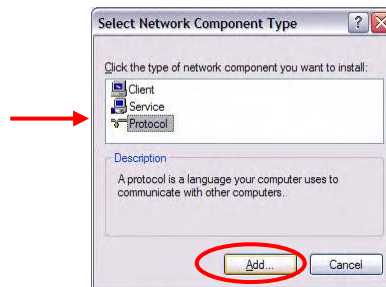 Select Network Component Type
Click the type of network component you want to install:
Client
Service
Protocol
Description
A protocol is a language your computer uses to
communicate with other computers.
Add... Cancel